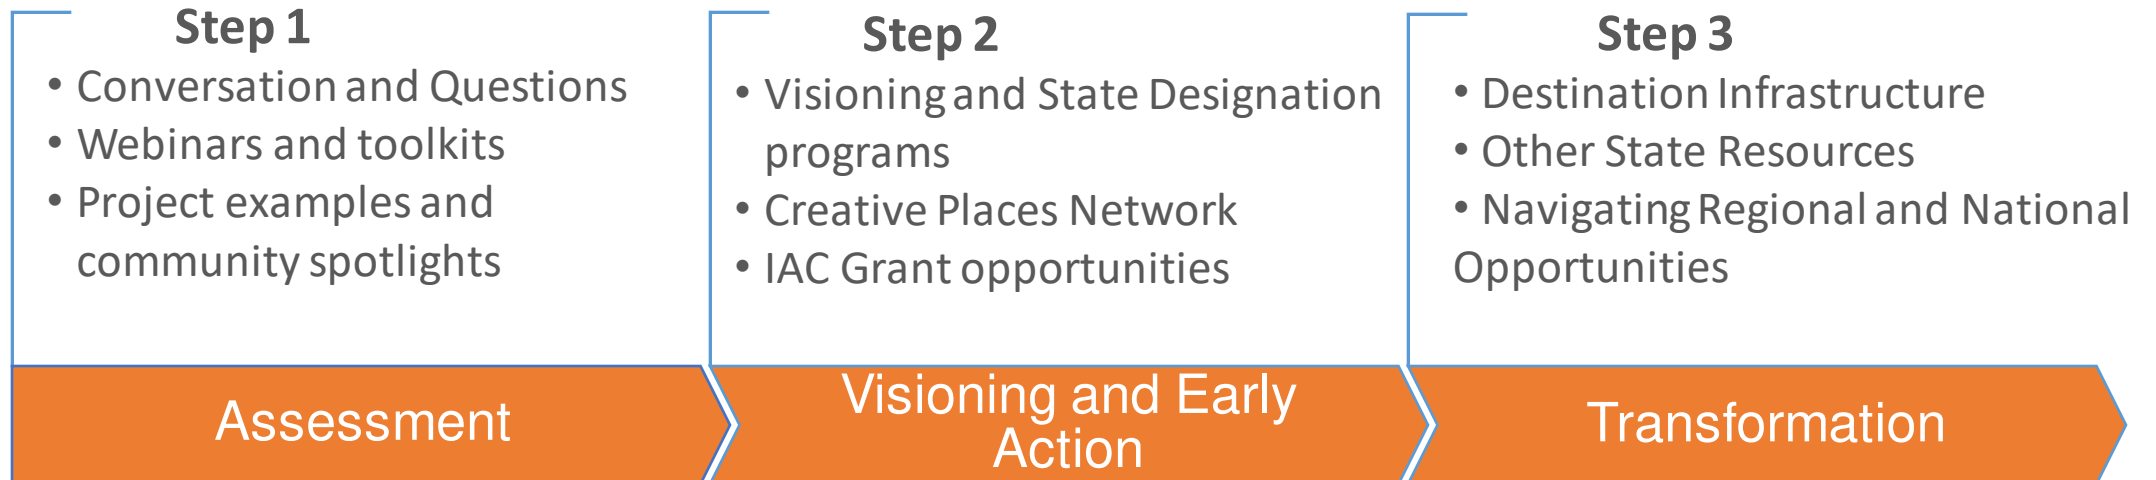 Step 1
• Conversation and Questions
• Webinars and toolkits
• Project examples and
community spotlights
Assessment
Step 2
• Visioning and State Designation
programs
• Creative Places Network
• IAC Grant opportunities
Visioning and Early
Action
Step 3
• Destination Infrastructure
• Other State Resources
• Navigating Regional and National
Opportunities
Transformation